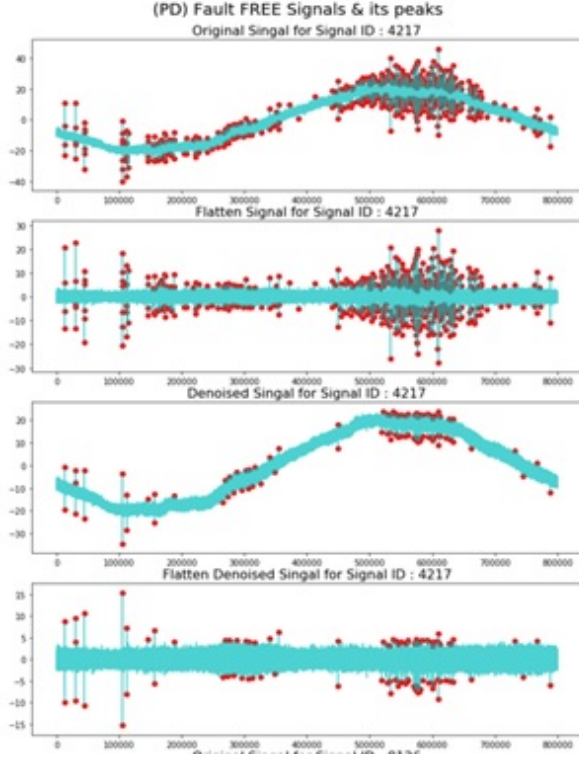 (PD) Fault FREE Signals & its peaks
Original Singal for Signal ID : 4217
40
20
0
−20
−40
0 100000 200000 300000 400000 500000 600000 700000 800000
Flatten Signal for Signal ID : 4217
30
20
10
0
−10
−20
−30
0 100000 200000 300000 400000 500000 600000 700000 800000
Denoised Singal for Signal ID : 4217
20
10
0
−10
−20
−30
0 100000 200000 300000 400000 500000 600000 700000 800000
Flatten Denoised Singal for Signal ID : 4217
15
10
5
0
−5
−10
−15
0 100000 200000 300000 400000 500000 600000 700000 800000